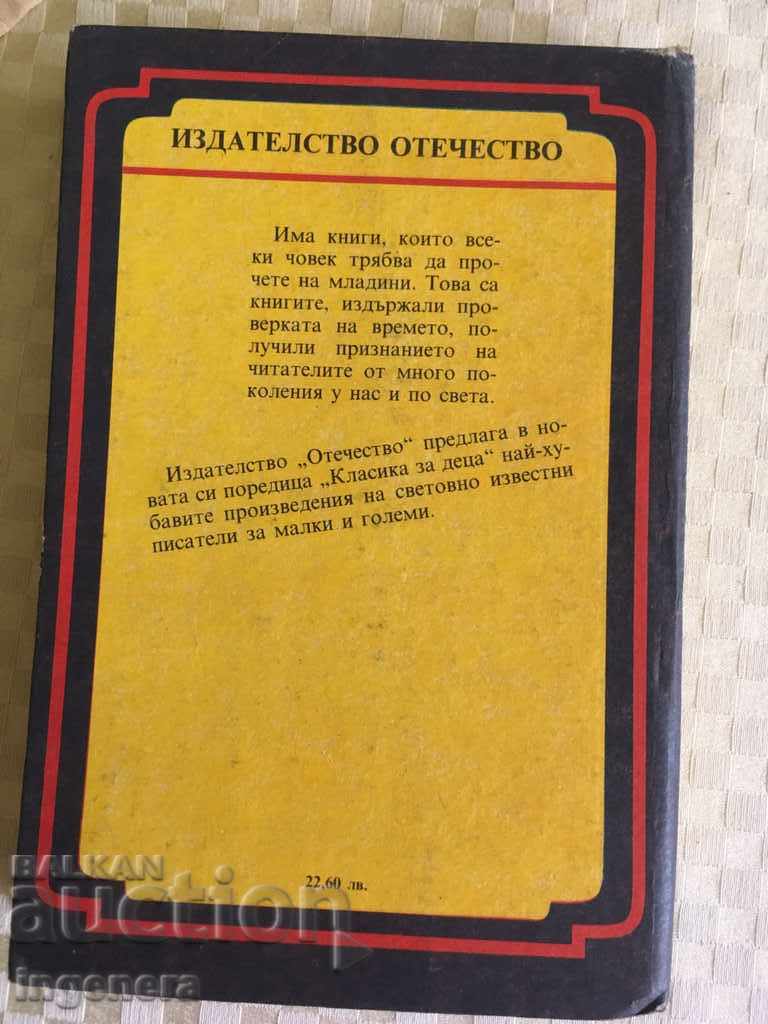 ИЗДАТЕЛСТВО ОТЕЧЕСТВО
Има книги, които все-
ки човек трябва да про-
чете на младини. Това са
книгите, издържали про-
верката на времето, по-
лучили признанието на
читателите от много по-
коления у нас и по света.
Издателство „Отечество“ предлага в но-
вата си поредица „Класика за деца“ най-ху-
бавите произведения на световно известни
писатели за малки и големи.
22,60 лв.
BALKAN
auction
ingenera